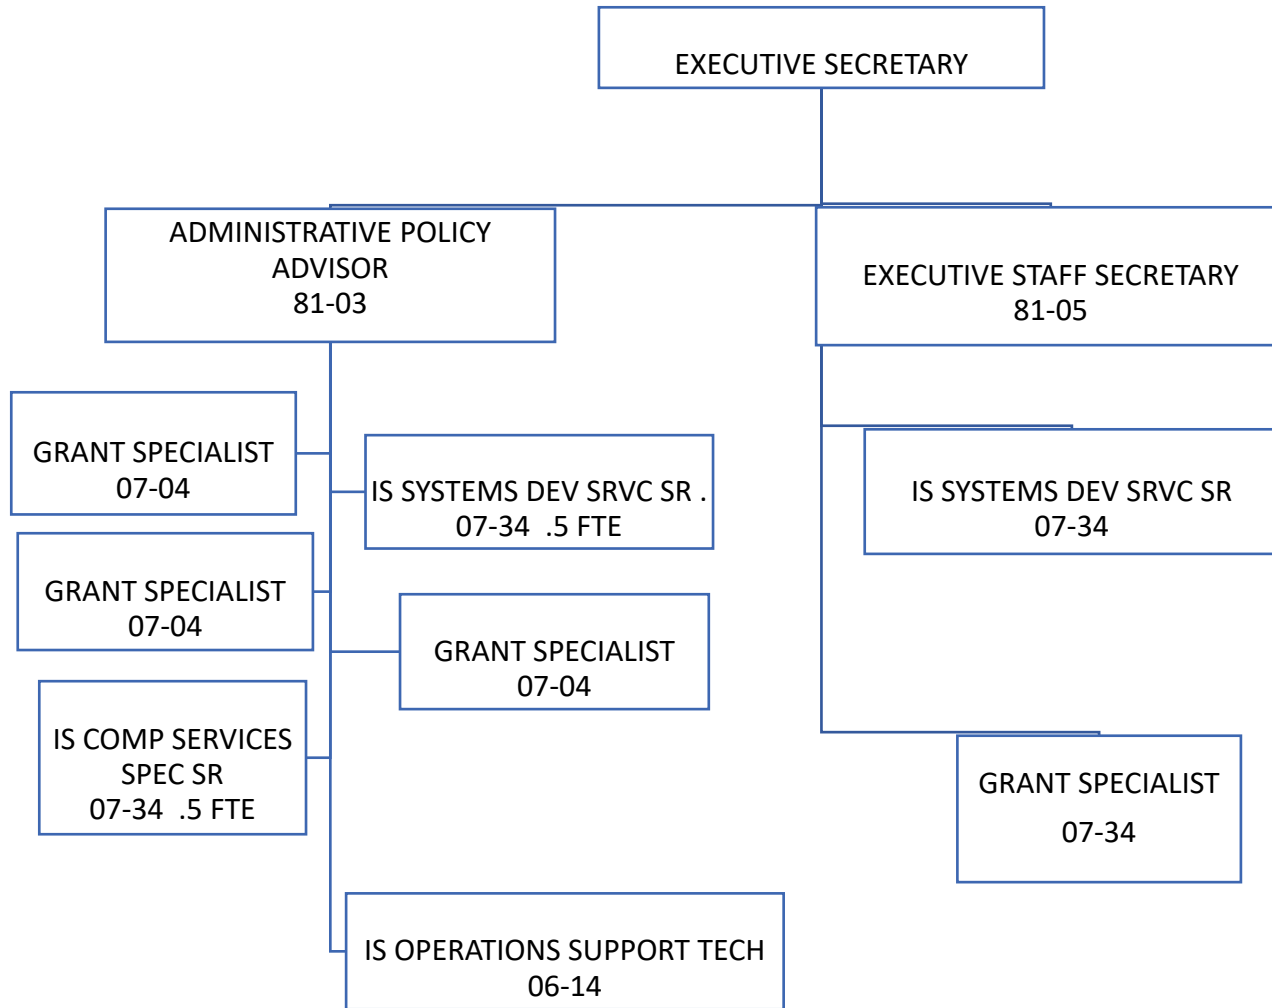 EXECUTIVE SECRETARY
ADMINISTRATIVE POLICY
ADVISOR
81-03
EXECUTIVE STAFF SECRETARY
81-05
GRANT SPECIALIST
07-04
IS SYSTEMS DEV SRVC SR .
07-34 .5 FTE
IS SYSTEMS DEV SRVC SR
07-34
GRANT SPECIALIST
07-04
GRANT SPECIALIST
07-04
IS COMP SERVICES
SPEC SR
07-34 .5 FTE
GRANT SPECIALIST
07-34
IS OPERATIONS SUPPORT TECH
06-14